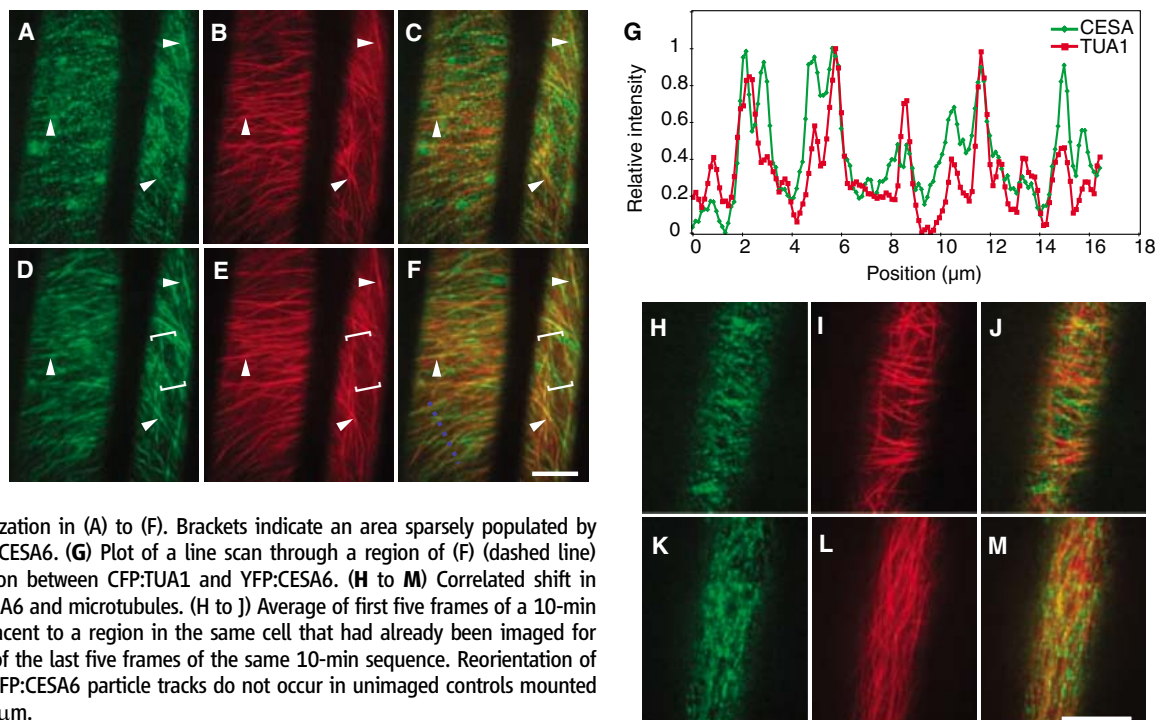 A
B
C
D
E
F
G
CESA
TUA1
Relative intensity
1
0.8
0.6
0.4
0.2
0
0 2 4 6 8 10 12 14 16 18
Position (µm)
H
I
J
K
L
M
zation in (A) to (F). Brackets indicate an area sparsely populated by
CESA6. (G) Plot of a line scan through a region of (F) (dashed line)
on between CFP:TUA1 and YFP:CESA6. (H to M) Correlated shift in
A6 and microtubules. (H to J) Average of first five frames of a 10-min
acent to a region in the same cell that had already been imaged for
of the last five frames of the same 10-min sequence. Reorientation of
FP:CESA6 particle tracks do not occur in unimaged controls mounted
µm.